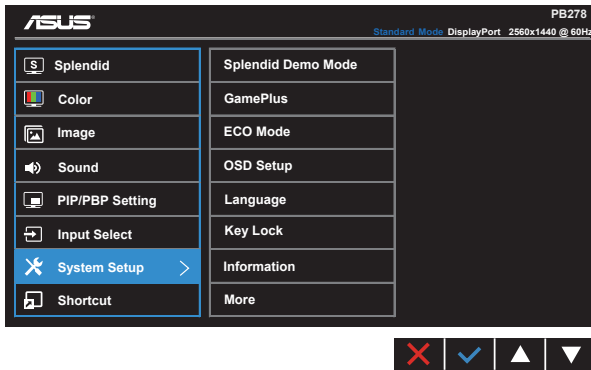 ASUS
PB278
Standard Mode DisplayPort 2560x1440 @ 60Hz
S Splendid
Color
Image
Sound
PIP/PBP Setting
Input Select
System Setup
Shortcut
Splendid Demo Mode
GamePlus
ECO Mode
OSD Setup
Language
Key Lock
Information
More